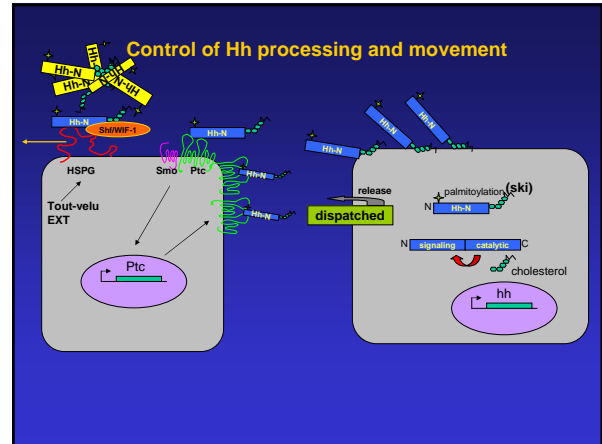 Control of Hh processing and movement
Hh-N
Hh-N
Hh-N
Hh-N
Hh-N
Shf/WIF-1
HSPG
Tout-velu
EXT
Smo Ptc
Hh-N
Hh-N
Hh-N
Ptc
Hh-N
Hh-N
Hh-N
release
dispatched
palmitoylation (ski)
N Hh-N
N signaling catalytic C
cholesterol
hh